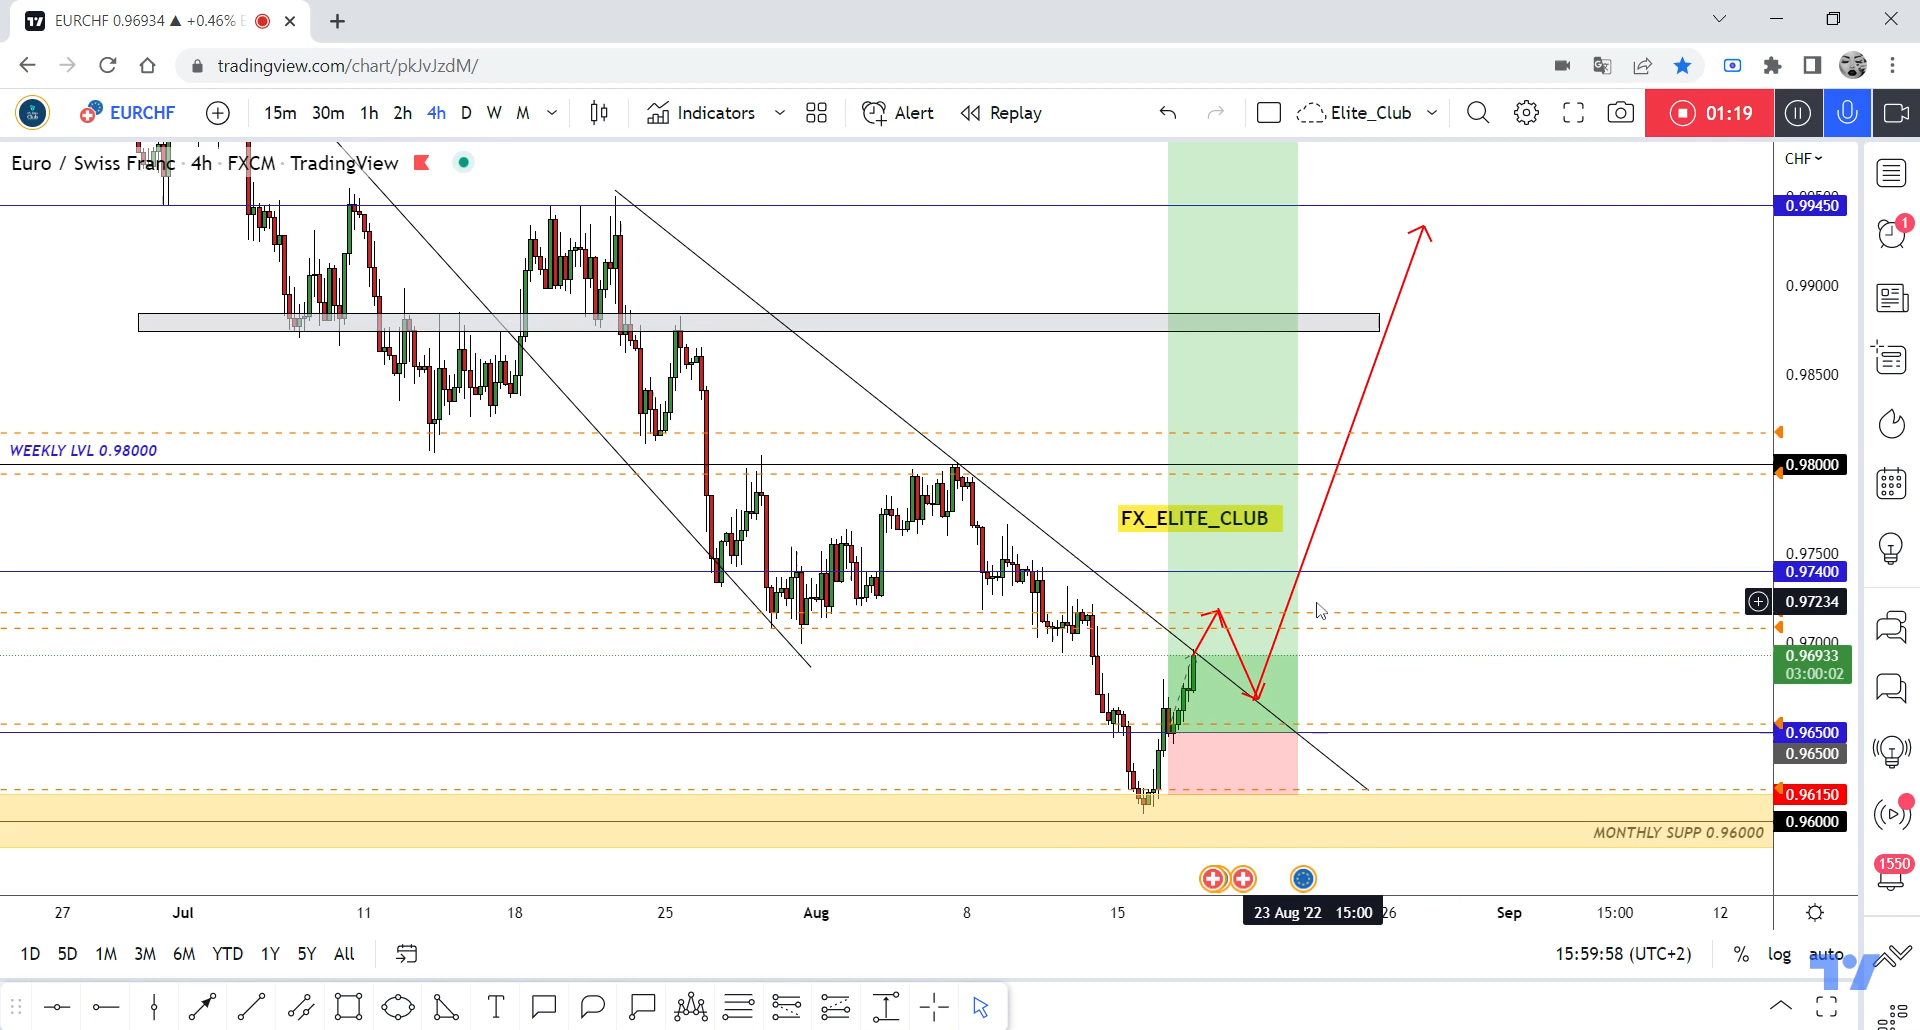 EURCHF 0.96934 ▲ +0.46%
tradingview.com/chart/pkJvJzdM/
EURCHF 15m 30m 1h 2h 4h D W M Indicators Alert Replay Elite_Club 01:19
Euro / Swiss Franc · 4h · FXCM · TradingView
CHF
0.99450
1
0.99000
0.98500
WEEKLY LVL 0.98000
0.98000
FX_ELITE_CLUB
0.97500
0.97400
0.97234
0.97000
0.96933
03:00:02
0.96500
0.96500
0.96150
0.96000
MONTHLY SUPP 0.96000
1550
27 Jul 11 18 25 Aug 8 15 23 Aug '22 15:00 26 Sep 15:00 12
1D 5D 1M 3M 6M YTD 1Y 5Y All 15:59:58 (UTC+2) % log auto